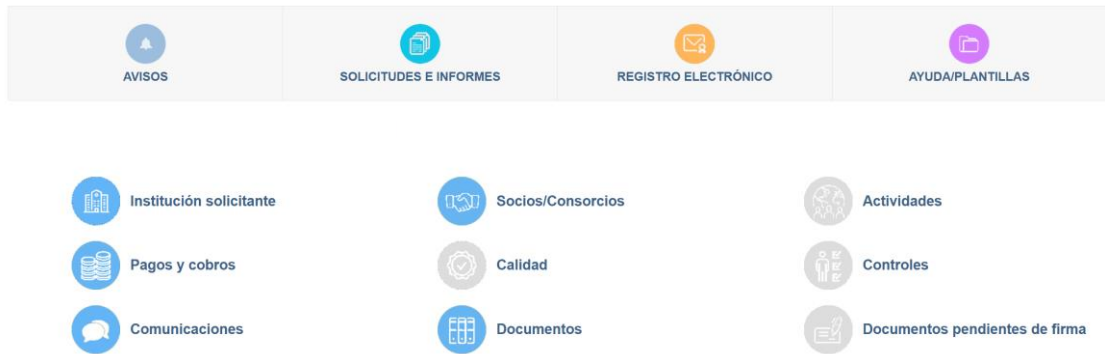 AVISOS
SOLICITUDES E INFORMES
REGISTRO ELECTRÓNICO
AYUDA/PLANTILLAS
Institución solicitante
Socios/Consorcios
Actividades
Pagos y cobros
Calidad
Controles
Comunicaciones
Documentos
Documentos pendientes de firma